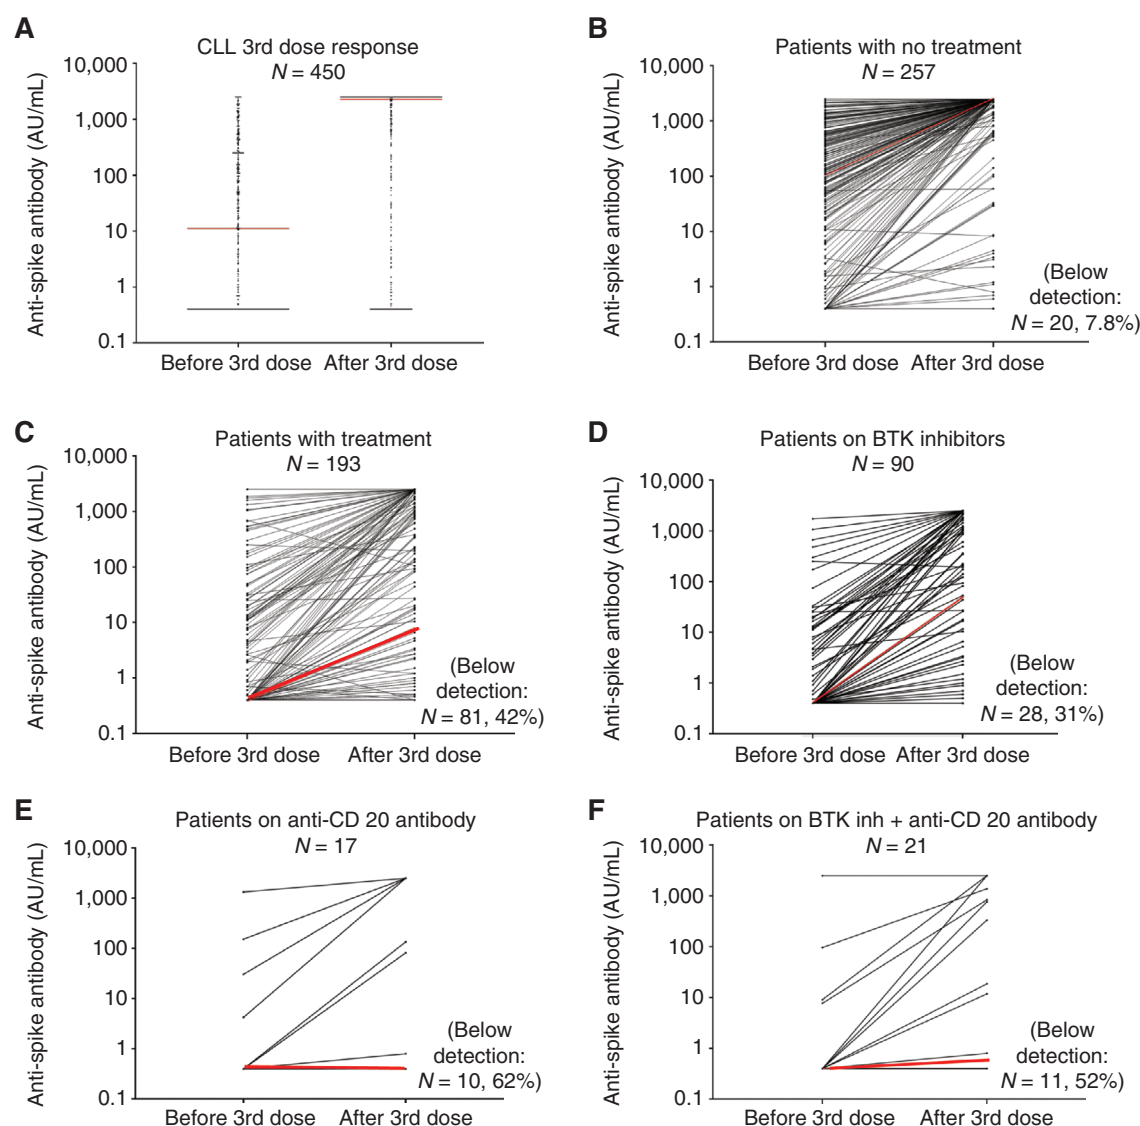 A
CLL 3rd dose response
N = 450
Anti-spike antibody (AU/mL)
10,000
1,000
100
10
1
0.1
Before 3rd dose
After 3rd dose
B
Patients with no treatment
N = 257
Anti-spike antibody (AU/mL)
10,000
1,000
100
10
1
0.1
(Below
detection:
N = 20, 7.8%)
Before 3rd dose
After 3rd dose
C
Patients with treatment
N = 193
Anti-spike antibody (AU/mL)
10,000
1,000
100
10
1
0.1
(Below
detection:
N = 81, 42%)
Before 3rd dose
After 3rd dose
D
Patients on BTK inhibitors
N = 90
Anti-spike antibody (AU/mL)
10,000
1,000
100
10
1
0.1
(Below
detection:
N = 28, 31%)
Before 3rd dose
After 3rd dose
E
Patients on anti-CD 20 antibody
N = 17
Anti-spike antibody (AU/mL)
10,000
1,000
100
10
1
0.1
(Below
detection:
N = 10, 62%)
Before 3rd dose
After 3rd dose
F
Patients on BTK inh + anti-CD 20 antibody
N = 21
Anti-spike antibody (AU/mL)
10,000
1,000
100
10
1
0.1
(Below
detection:
N = 11, 52%)
Before 3rd dose
After 3rd dose